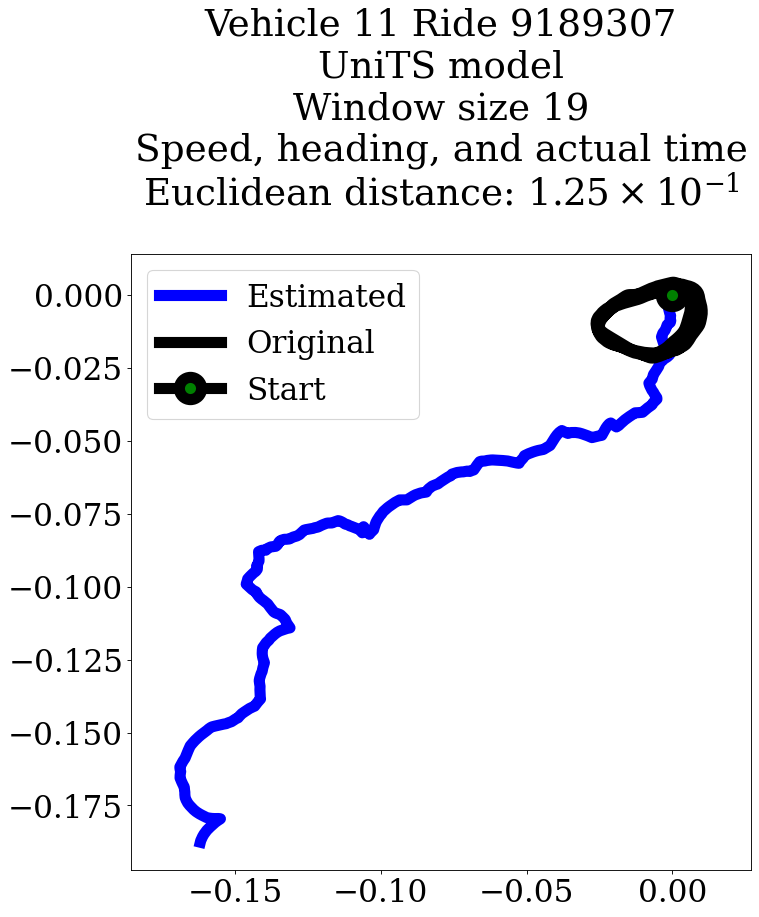 Vehicle 11 Ride 9189307
UniTS model
Window size 19
Speed, heading, and actual time
Euclidean distance: 1.25 × 10⁻¹
Estimated
Original
Start
0.000
−0.025
−0.050
−0.075
−0.100
−0.125
−0.150
−0.175
−0.15 −0.10 −0.05 0.00